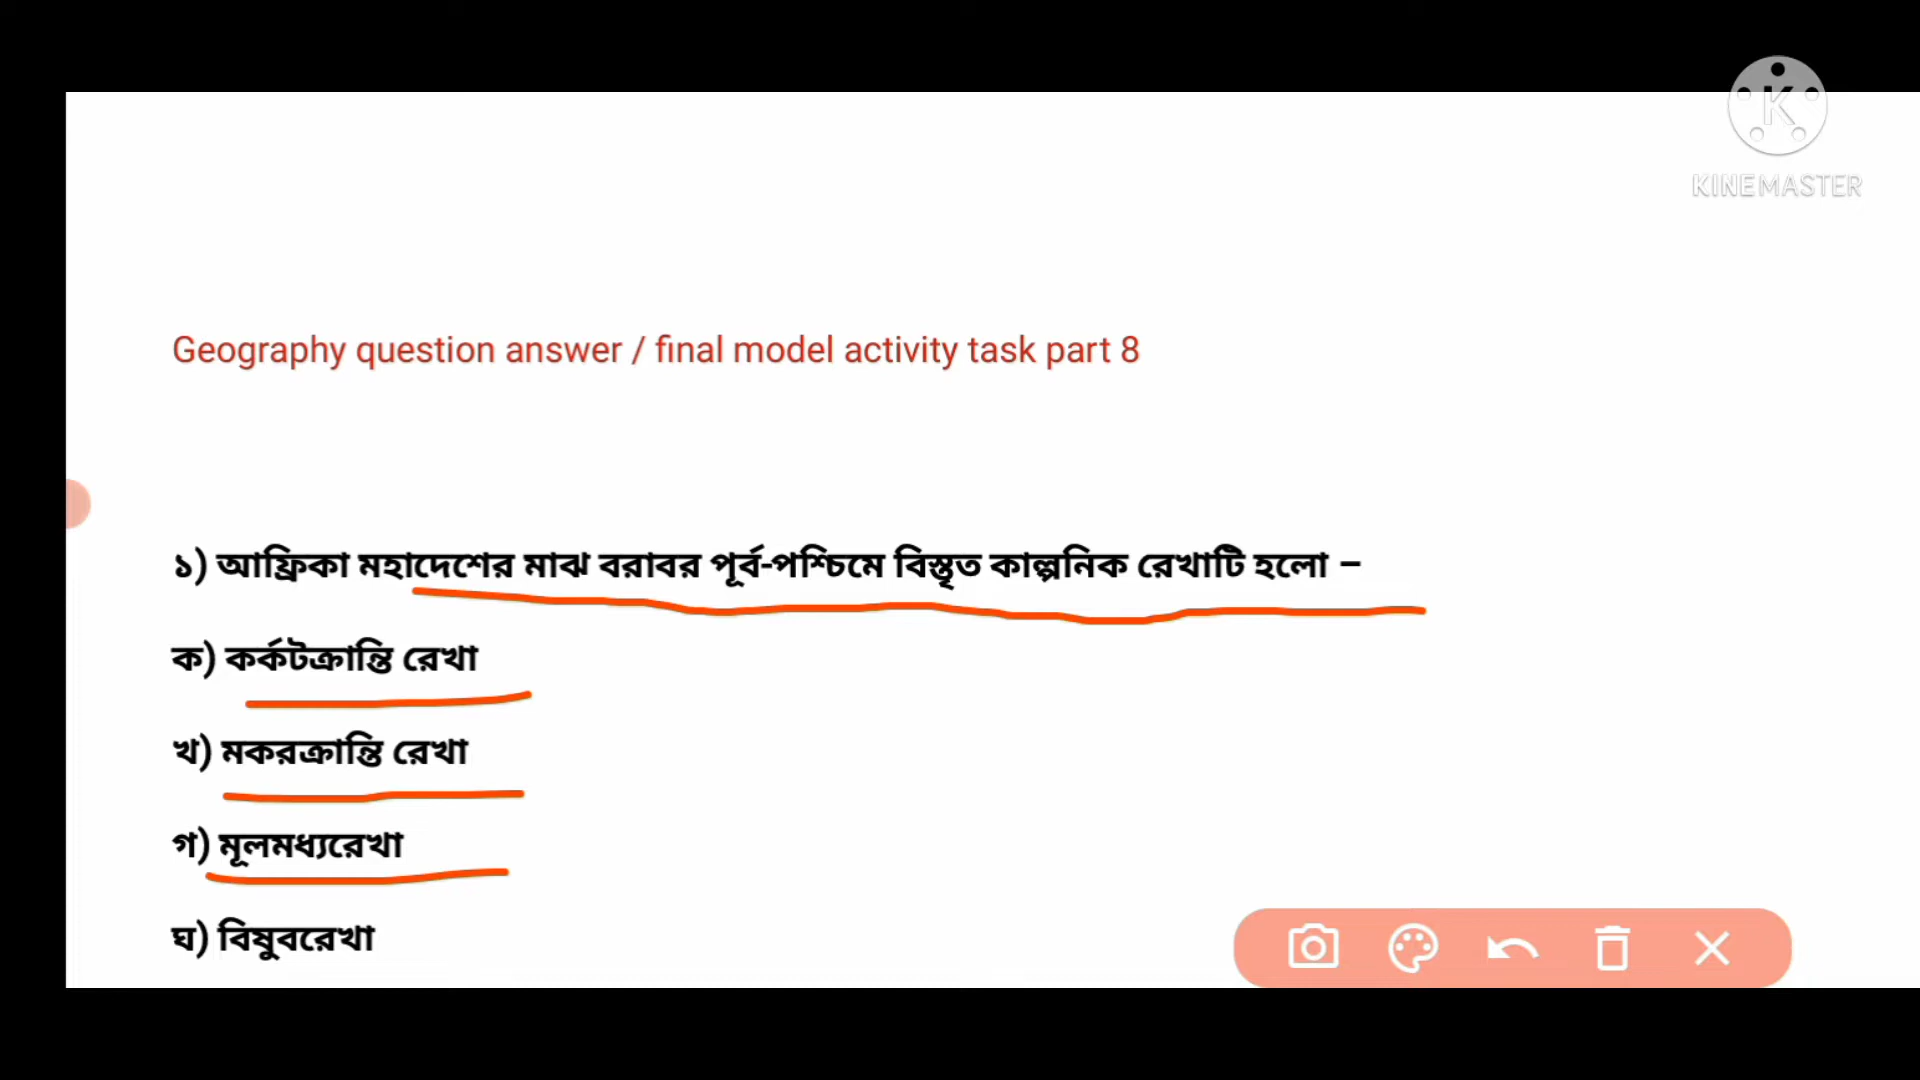 K
KINEMASTER
Geography question answer / final model activity task part 8
১) আফ্রিকা মহাদেশের মাঝ বরাবর পূর্ব-পশ্চিমে বিস্তৃত কাল্পনিক রেখাটি হলো –
ক) কর্কটক্রান্তি রেখা
খ) মকরক্রান্তি রেখা
গ) মূলমধ্যরেখা
ঘ) বিষুবরেখা